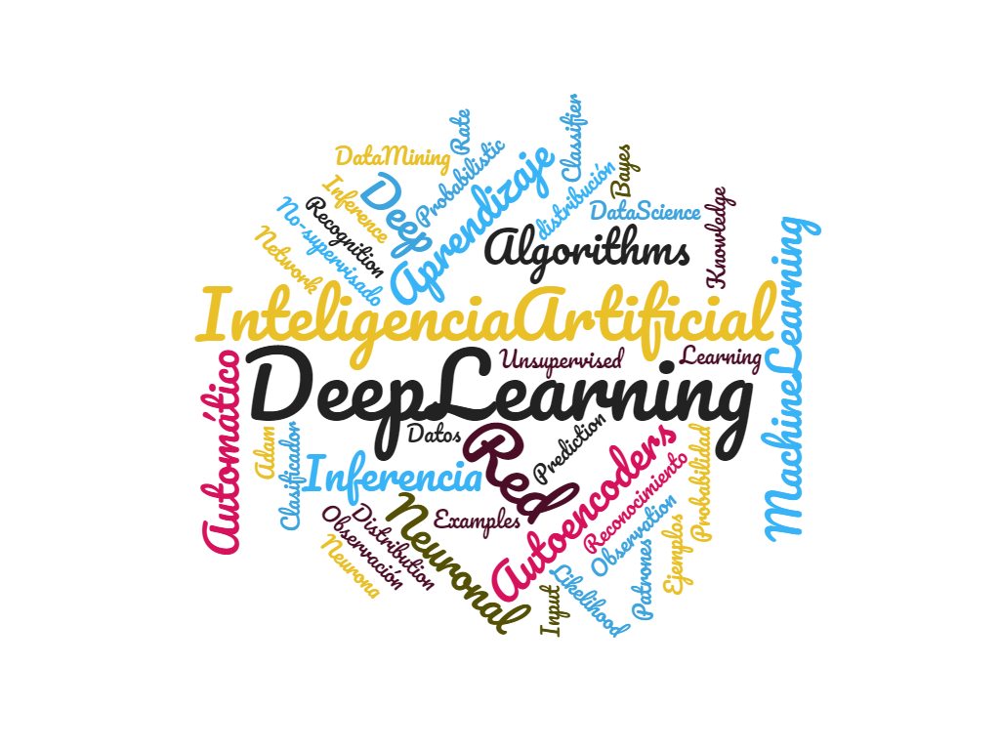 Rate
Classifier
DataMining
Probabilistic
Aprendizaje
Bayes
Deep
Inference
distribución
DataScience
Recognition
No-supervisado
Knowledge
Network
Algorithms
MachineLearning
InteligenciaArtificial
DeepLearning
Unsupervised
Learning
Automático
Adam
Clasificador
Datos
Red
Prediction
Inferencia
Autoencoders
Reconocimiento
Probabilidad
Examples
Neuronal
Distribution
Observación
Neurona
Observation
Ejemplos
Patrones
Likelihood
Input